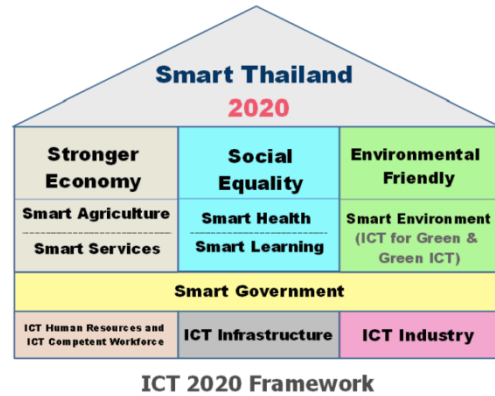 Smart Thailand
2020
Stronger
Economy
Social
Equality
Environmental
Friendly
Smart Agriculture
Smart Services
Smart Health
Smart Learning
Smart Environment
(ICT for Green &
Green ICT)
Smart Government
ICT Human Resources and
ICT Competent Workforce
ICT Infrastructure
ICT Industry
ICT 2020 Framework